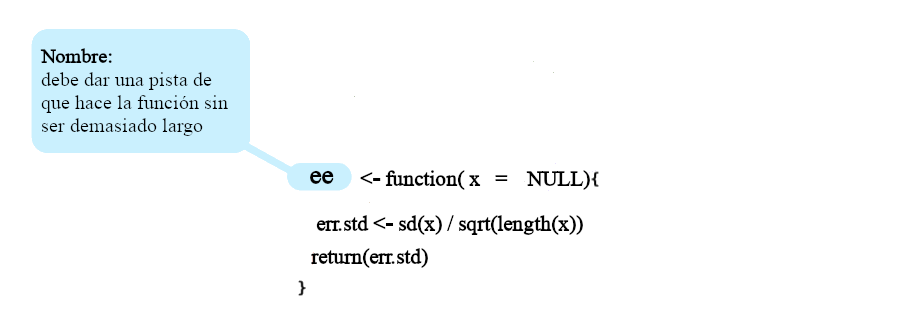 Nombre:
debe dar una pista de
que hace la función sin
ser demasiado largo
ee <- function( x = NULL){
err.std <- sd(x) / sqrt(length(x))
return(err.std)
}